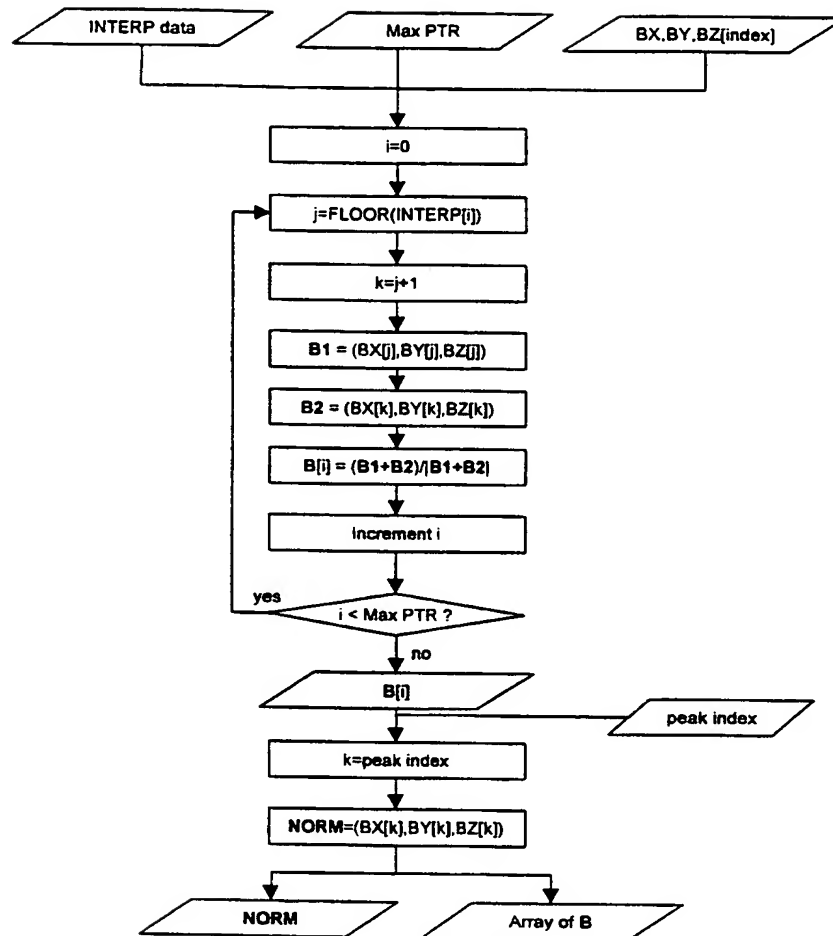 INTERP data
Max PTR
BX,BY,BZ[index]
i=0
j=FLOOR(INTERP[i])
k=j+1
B1 = (BX[j],BY[j],BZ[j])
B2 = (BX[k],BY[k],BZ[k])
B[i] = (B1+B2)/|B1+B2|
Increment i
yes
i < Max PTR ?
no
B[i]
peak index
k=peak index
NORM=(BX[k],BY[k],BZ[k])
NORM
Array of B